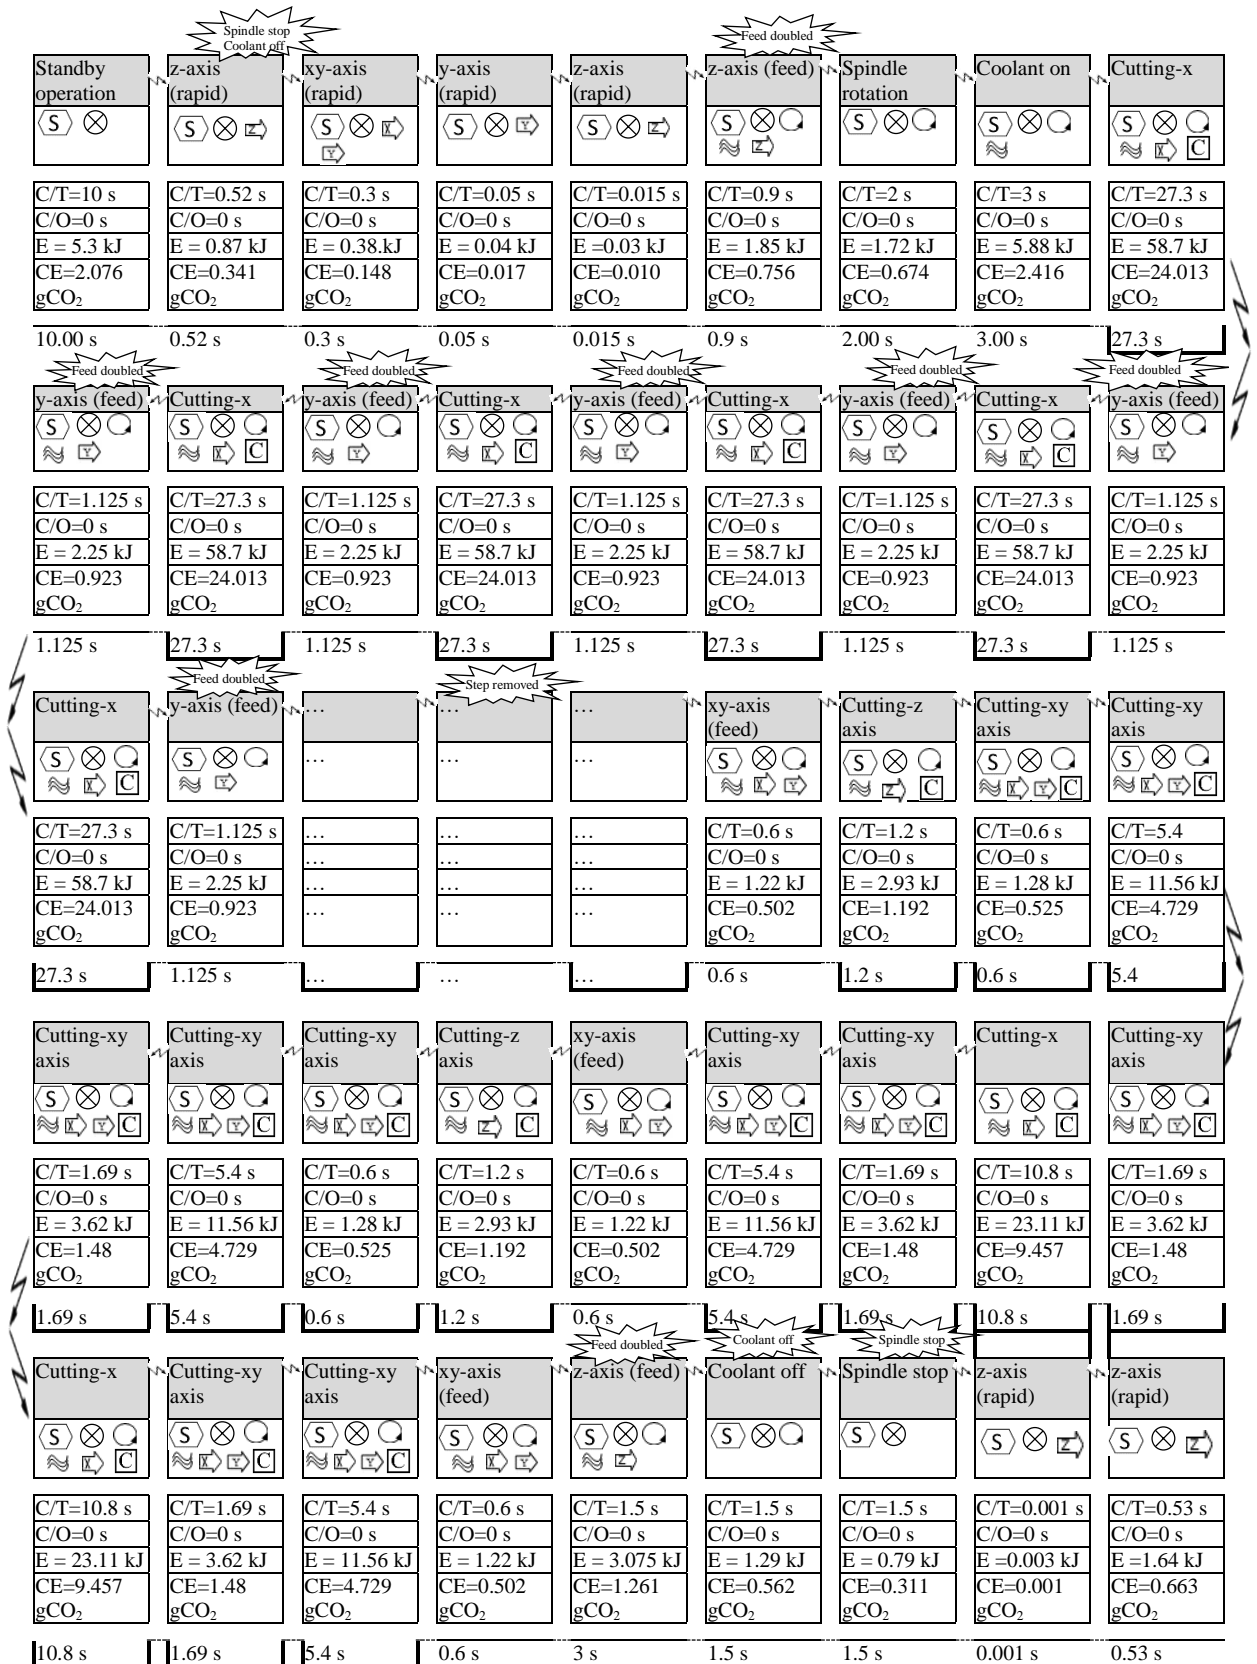 Spindle stop
Coolant off
Feed doubled
Standby operation
z-axis (rapid)
xy-axis (rapid)
y-axis (rapid)
z-axis (rapid)
z-axis (feed)
Spindle rotation
Coolant on
Cutting-x
S
S Z
S X Y
S Y
S Z
S Z
S
S
S X C
C/T=10 s C/T=0.52 s C/T=0.3 s C/T=0.05 s C/T=0.015 s C/T=0.9 s C/T=2 s C/T=3 s C/T=27.3 s
C/O=0 s C/O=0 s C/O=0 s C/O=0 s C/O=0 s C/O=0 s C/O=0 s C/O=0 s C/O=0 s
E = 5.3 kJ E = 0.87 kJ E = 0.38.kJ E = 0.04 kJ E =0.03 kJ E = 1.85 kJ E =1.72 kJ E = 5.88 kJ E = 58.7 kJ
CE=2.076 CE=0.341 CE=0.148 CE=0.017 CE=0.010 CE=0.756 CE=0.674 CE=2.416 CE=24.013
gCO₂ gCO₂ gCO₂ gCO₂ gCO₂ gCO₂ gCO₂ gCO₂ gCO₂
10.00 s 0.52 s 0.3 s 0.05 s 0.015 s 0.9 s 2.00 s 3.00 s 27.3 s
Feed doubled Feed doubled Feed doubled Feed doubled Feed doubled
y-axis (feed) Cutting-x y-axis (feed) Cutting-x y-axis (feed) Cutting-x y-axis (feed) Cutting-x y-axis (feed)
S S S S S S S S S
Y X C Y X C Y X C Y X C Y
C/T=1.125 s C/T=27.3 s C/T=1.125 s C/T=27.3 s C/T=1.125 s C/T=27.3 s C/T=1.125 s C/T=27.3 s C/T=1.125 s
C/O=0 s C/O=0 s C/O=0 s C/O=0 s C/O=0 s C/O=0 s C/O=0 s C/O=0 s C/O=0 s
E = 2.25 kJ E = 58.7 kJ E = 2.25 kJ E = 58.7 kJ E = 2.25 kJ E = 58.7 kJ E = 2.25 kJ E = 58.7 kJ E = 2.25 kJ
CE=0.923 CE=24.013 CE=0.923 CE=24.013 CE=0.923 CE=24.013 CE=0.923 CE=24.013 CE=0.923
gCO₂ gCO₂ gCO₂ gCO₂ gCO₂ gCO₂ gCO₂ gCO₂ gCO₂
1.125 s 27.3 s 1.125 s 27.3 s 1.125 s 27.3 s 1.125 s 27.3 s 1.125 s
Feed doubled Step removed
Cutting-x y-axis (feed) … … … xy-axis Cutting-z Cutting-xy Cutting-xy
(feed) axis axis axis
S S … … … S S S S
X C Y X Y Z C X Y C X Y C
C/T=27.3 s C/T=1.125 s … … … C/T=0.6 s C/T=1.2 s C/T=0.6 s C/T=5.4
C/O=0 s C/O=0 s … … … C/O=0 s C/O=0 s C/O=0 s C/O=0 s
E = 58.7 kJ E = 2.25 kJ … … … E = 1.22 kJ E = 2.93 kJ E = 1.28 kJ E = 11.56 kJ
CE=24.013 CE=0.923 … … … CE=0.502 CE=1.192 CE=0.525 CE=4.729
gCO₂ gCO₂ gCO₂ gCO₂ gCO₂ gCO₂
27.3 s 1.125 s … … … 0.6 s 1.2 s 0.6 s 5.4
Cutting-xy Cutting-xy Cutting-xy Cutting-z xy-axis Cutting-xy Cutting-xy Cutting-x Cutting-xy
axis axis axis axis (feed) axis axis axis
S S S S S S S S S
X Y C X Y C X Y C Z C X Y X Y C X Y C X C X Y C
C/T=1.69 s C/T=5.4 s C/T=0.6 s C/T=1.2 s C/T=0.6 s C/T=5.4 s C/T=1.69 s C/T=10.8 s C/T=1.69 s
C/O=0 s C/O=0 s C/O=0 s C/O=0 s C/O=0 s C/O=0 s C/O=0 s C/O=0 s C/O=0 s
E = 3.62 kJ E = 11.56 kJ E = 1.28 kJ E = 2.93 kJ E = 1.22 kJ E = 11.56 kJ E = 3.62 kJ E = 23.11 kJ E = 3.62 kJ
CE=1.48 CE=4.729 CE=0.525 CE=1.192 CE=0.502 CE=4.729 CE=1.48 CE=9.457 CE=1.48
gCO₂ gCO₂ gCO₂ gCO₂ gCO₂ gCO₂ gCO₂ gCO₂ gCO₂
1.69 s 5.4 s 0.6 s 1.2 s 0.6 s 5.4 s 1.69 s 10.8 s 1.69 s
Feed doubled Coolant off Spindle stop
Cutting-x Cutting-xy Cutting-xy xy-axis z-axis (feed) Coolant off Spindle stop z-axis z-axis
axis axis (feed) (rapid) (rapid)
S S S S S S S S Z S Z
X C X Y C X Y C X Y Z
C/T=10.8 s C/T=1.69 s C/T=5.4 s C/T=0.6 s C/T=1.5 s C/T=1.5 s C/T=1.5 s C/T=0.001 s C/T=0.53 s
C/O=0 s C/O=0 s C/O=0 s C/O=0 s C/O=0 s C/O=0 s C/O=0 s C/O=0 s C/O=0 s
E = 23.11 kJ E = 3.62 kJ E = 11.56 kJ E = 1.22 kJ E = 3.075 kJ E = 1.29 kJ E = 0.79 kJ E =0.003 kJ E =1.64 kJ
CE=9.457 CE=1.48 CE=4.729 CE=0.502 CE=1.261 CE=0.562 CE=0.311 CE=0.001 CE=0.663
gCO₂ gCO₂ gCO₂ gCO₂ gCO₂ gCO₂ gCO₂ gCO₂ gCO₂
10.8 s 1.69 s 5.4 s 0.6 s 3 s 1.5 s 1.5 s 0.001 s 0.53 s